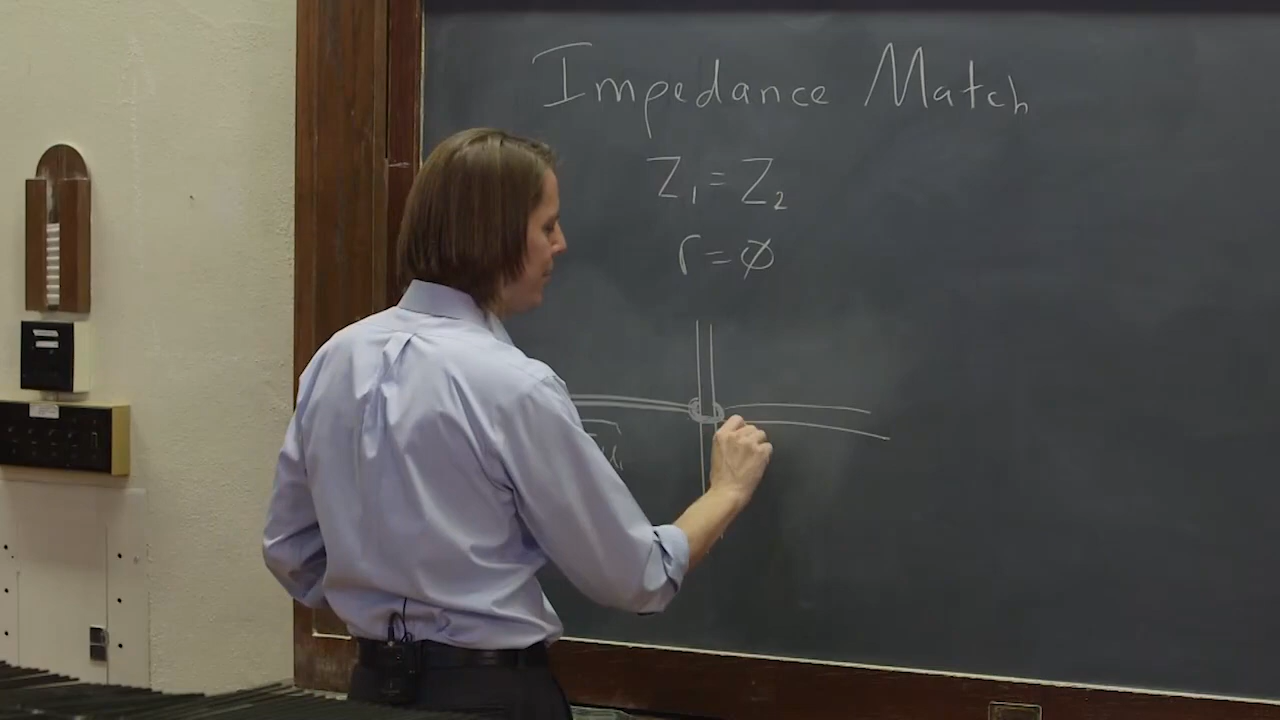 Impedance Match
Z₁ = Z₂
r = ∅